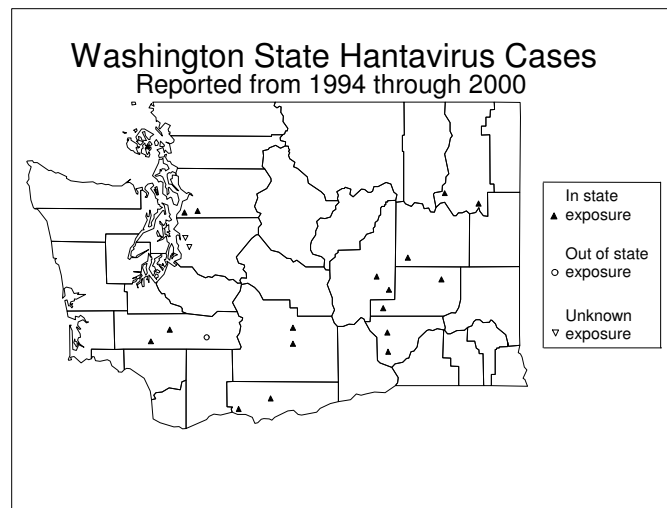 Washington State Hantavirus Cases
Reported from 1994 through 2000
In state
exposure
Out of state
exposure
Unknown
exposure